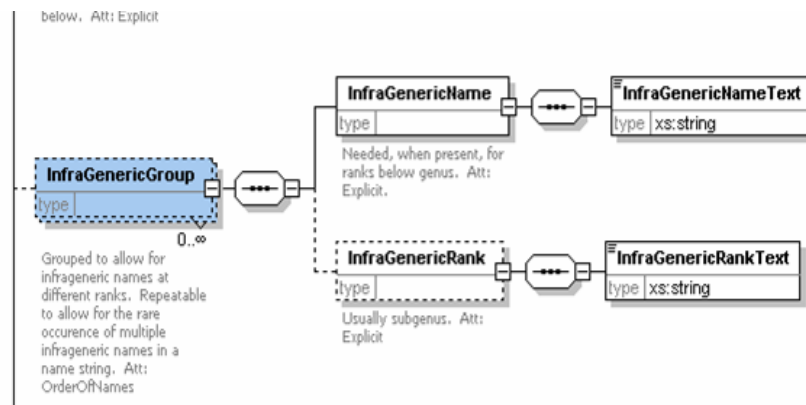 below. Att: Explicit
InfraGenericName
type
InfraGenericNameText
type xs:string
Needed, when present, for
ranks below genus. Att:
Explicit.
InfraGenericGroup
type
0..∞
Grouped to allow for
infrageneric names at
different ranks. Repeatable
to allow for the rare
occurence of multiple
infrageneric names in a
name string. Att:
OrderOfNames
InfraGenericRank
type
InfraGenericRankText
type xs:string
Usually subgenus. Att:
Explicit